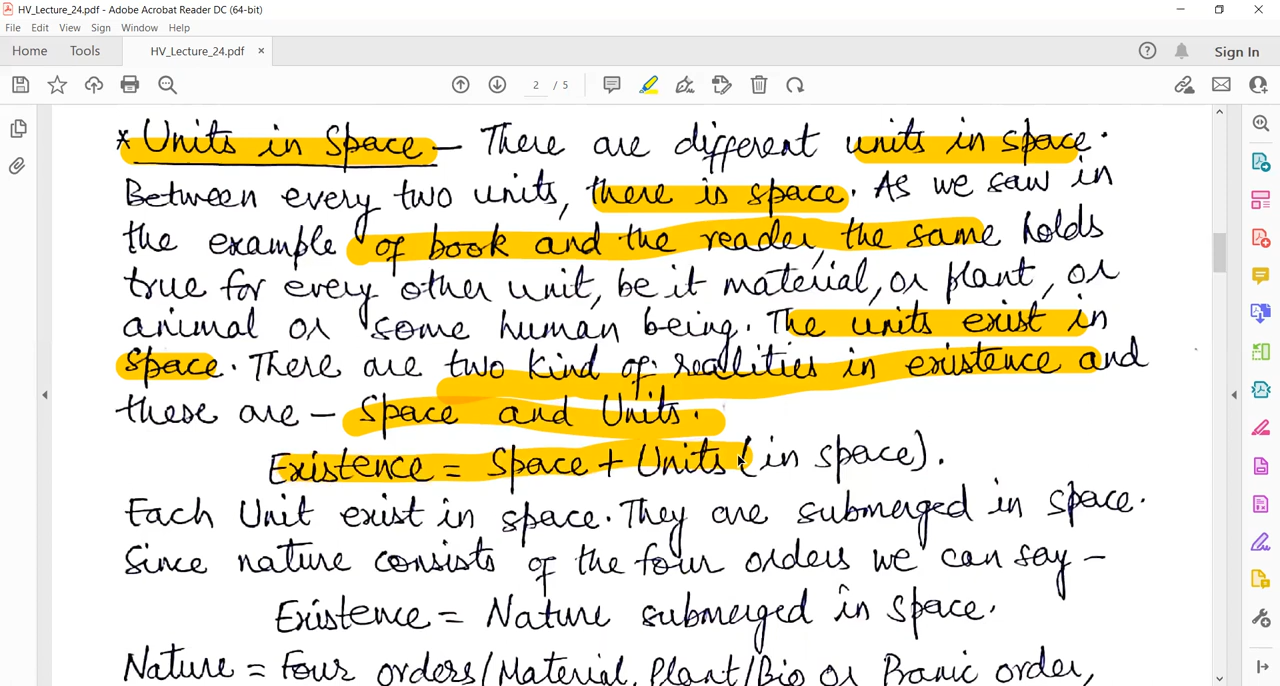 HV_Lecture_24.pdf - Adobe Acrobat Reader DC (64-bit)
File Edit View Sign Window Help
Home Tools HV_Lecture_24.pdf × Sign In
2 / 5
* Units in Space - There are different units in space.
Between every two units, there is space. As we saw in
the example of book and the reader, the same holds
true for every other unit, be it material, or plant, or
animal or some human being. The units exist in
space. There are two kind of realities in existence and
these are - Space and Units.
Existence = Space + Units (in space).
Each Unit exist in space. They are submerged in space.
Since nature consists of the four orders we can say -
Existence = Nature submerged in space.
Nature = Four orders/Material, Plant/Bio or Pranic order,